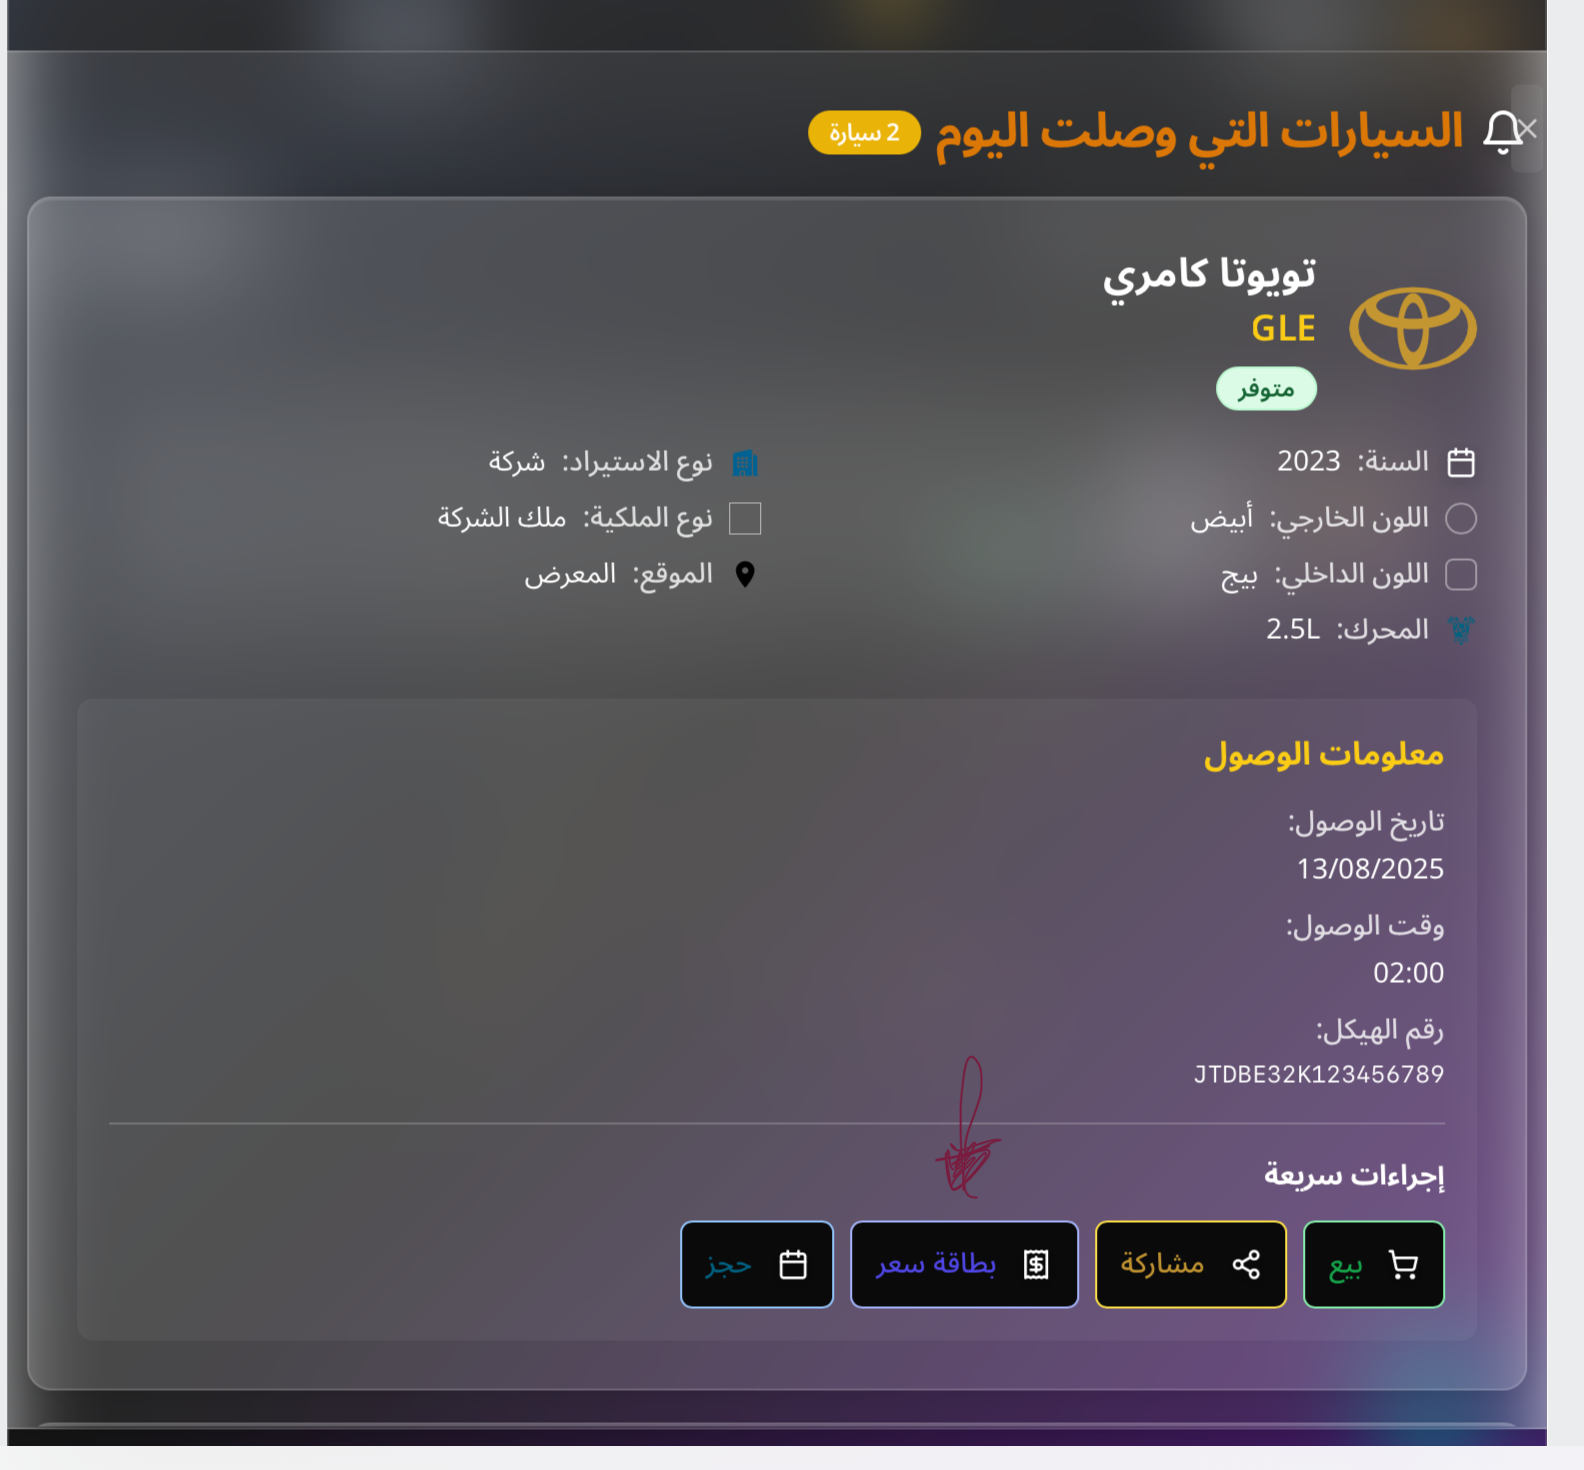 السيارات التي وصلت اليوم 2 سيارة
تويوتا كامري
GLE
متوفر
السنة: 2023
اللون الخارجي: أبيض
اللون الداخلي: بيج
المحرك: 2.5L
نوع الاستيراد: شركة
نوع الملكية: ملك الشركة
الموقع: المعرض
معلومات الوصول
تاريخ الوصول:
13/08/2025
وقت الوصول:
02:00
رقم الهيكل:
JTDBE32K123456789
إجراءات سريعة
بيع
مشاركة
بطاقة سعر
حجز